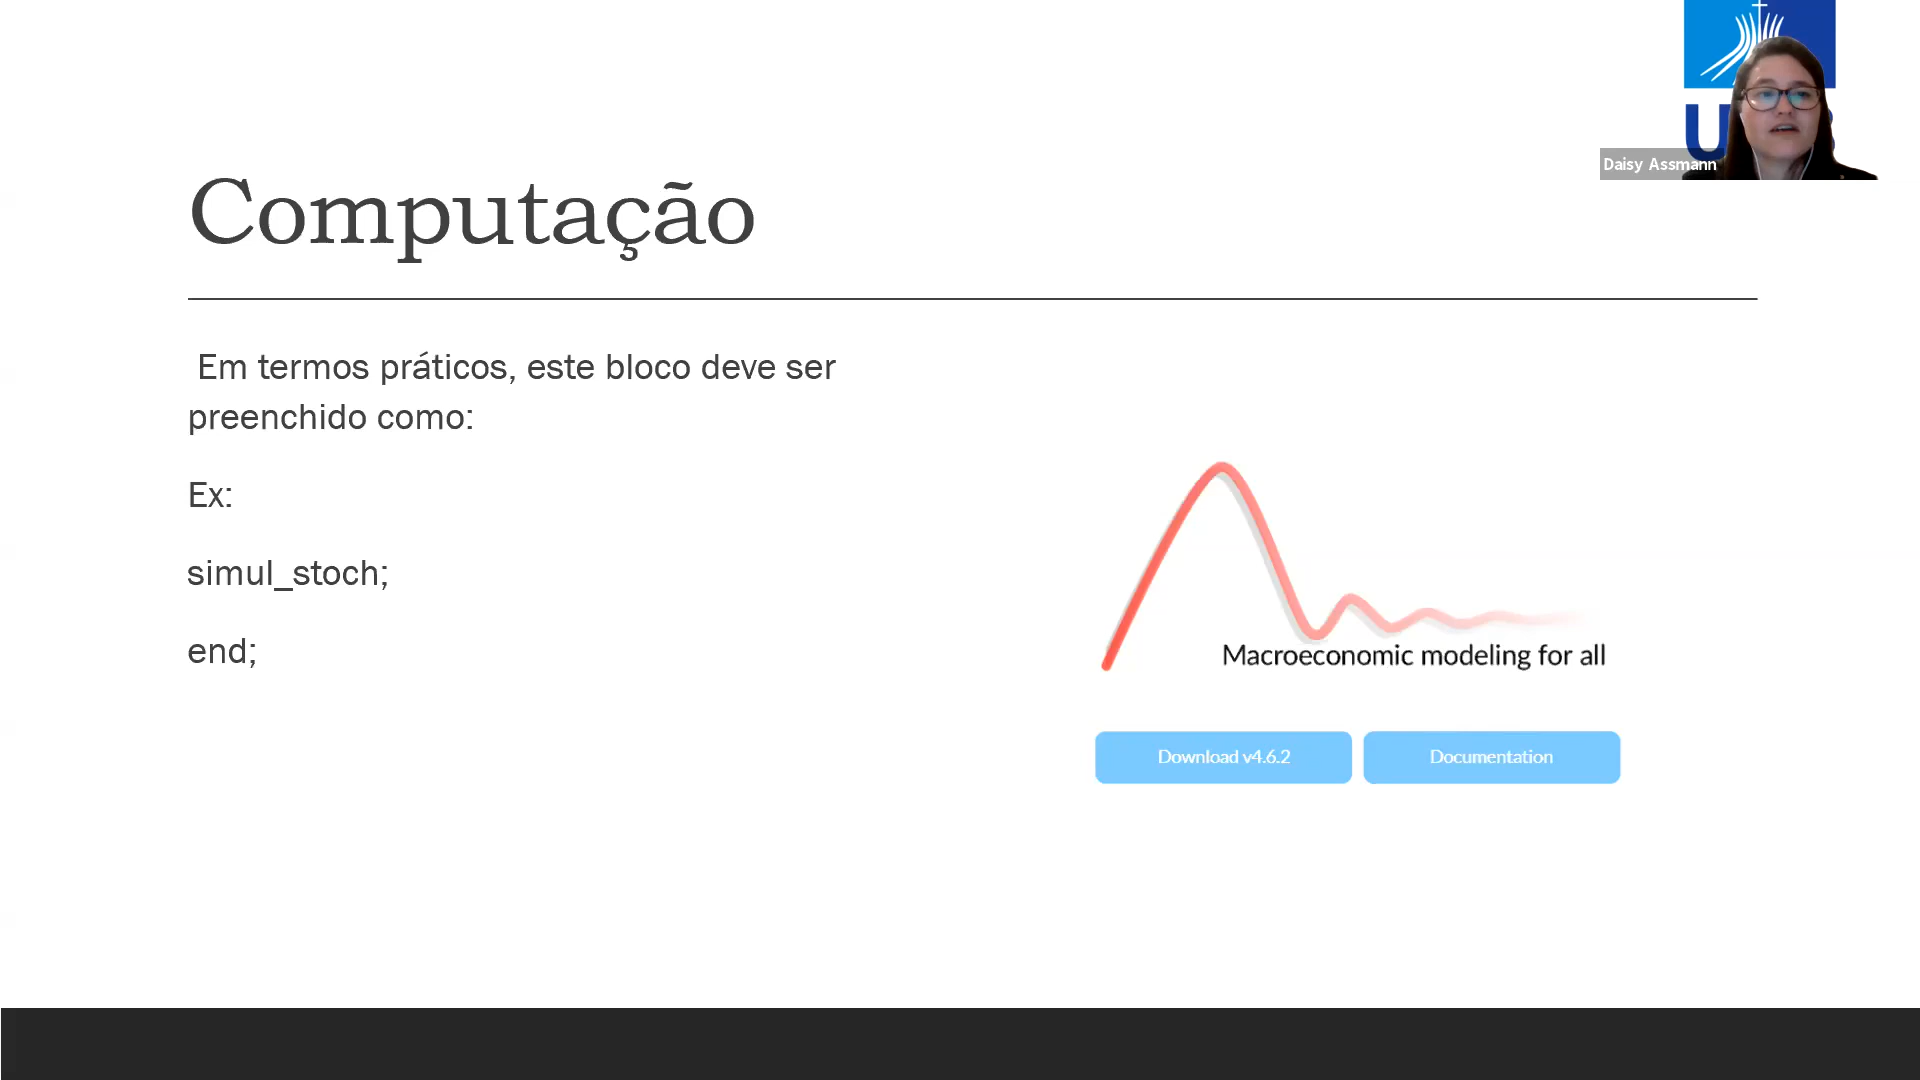 Daisy Assmann
Computação
Em termos práticos, este bloco deve ser
preenchido como:
Ex:
simul_stoch;
end;
Macroeconomic modeling for all
Download v4.6.2
Documentation